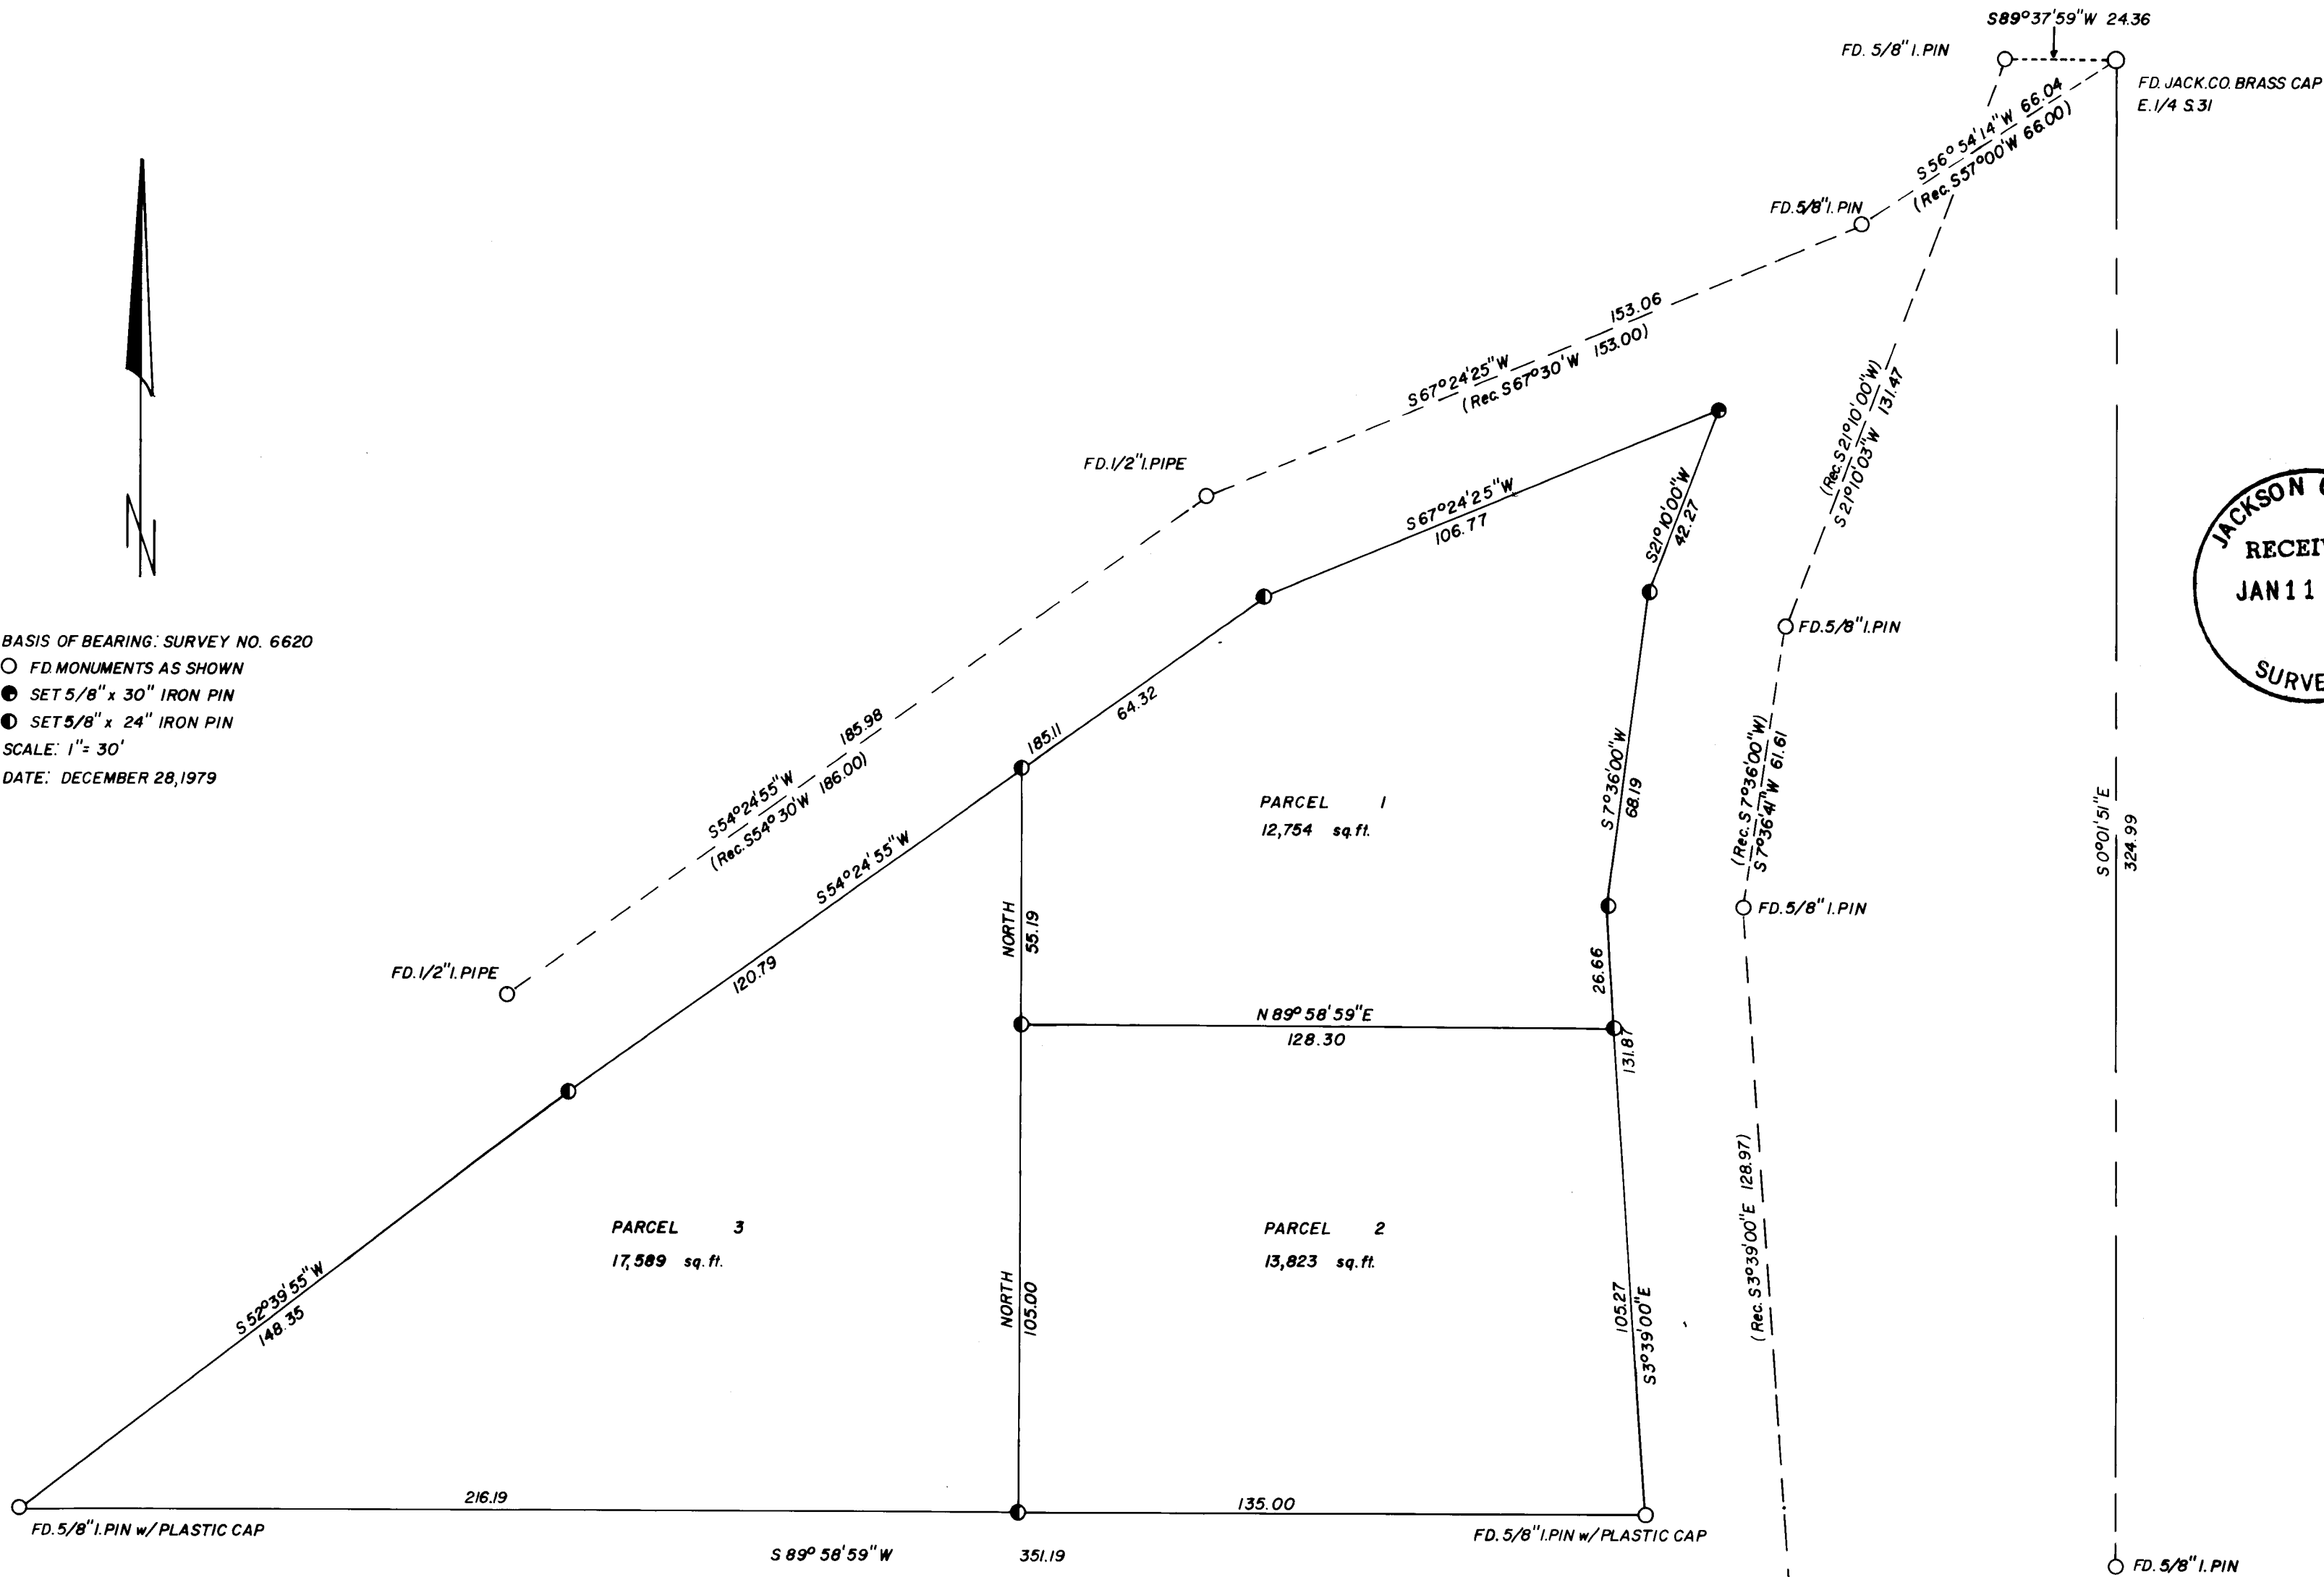 S89°37'59"W 24.36
FD. 5/8" I. PIN
FD. JACK. CO. BRASS CAP
E. 1/4 S.31
S56°54'14"W 66.04
(Rec. S57°00'W 66.00)
FD. 5/8" I. PIN
153.06
S67°24'25"W
(Rec. S67°30'W 153.00)
(Rec. S21°10'00"W)
S21°10'03"W 131.47
FD. 1/2" I. PIPE
S67°24'25"W
106.77
S21°10'00"W
42.27
JACKSON
RECEI
JAN 11
SURVE
FD. 5/8" I. PIN
BASIS OF BEARING: SURVEY NO. 6620
FD. MONUMENTS AS SHOWN
SET 5/8" x 30" IRON PIN
SET 5/8" x 24" IRON PIN
SCALE: 1" = 30'
DATE: DECEMBER 28, 1979
64.32
185.98
185.11
S54°24'55"W
(Rec. S54°30'W 186.00)
S7°36'00"W
68.19
(Rec. S7°36'00"W)
S7°36'41"W 61.61
PARCEL 1
12,754 sq. ft.
S0°01'51"E
324.99
S54°24'55"W
120.79
NORTH
55.19
FD. 5/8" I. PIN
FD. 1/2" I. PIPE
26.66
N 89°58'59"E
128.30
131.87
(Rec. S3°39'00"E 128.97)
PARCEL 3
17,589 sq. ft.
PARCEL 2
13,823 sq. ft.
S52°39'55"W
148.35
NORTH
105.00
105.27
S3°39'00"E
216.19
135.00
FD. 5/8" I. PIN w/ PLASTIC CAP
FD. 5/8" I. PIN w/ PLASTIC CAP
S 89°58'59"W 351.19
FD. 5/8" I. PIN